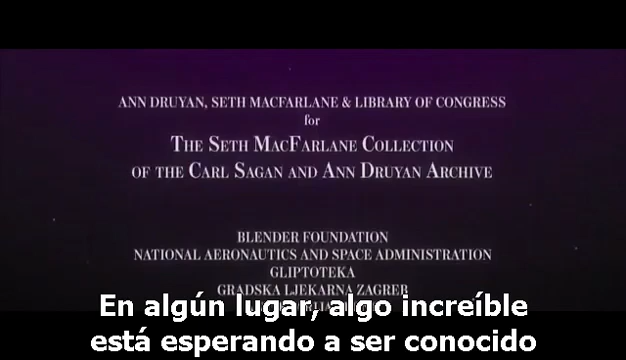 ANN DRUYAN, SETH MACFARLANE & LIBRARY OF CONGRESS
for
THE SETH MACFARLANE COLLECTION
OF THE CARL SAGAN AND ANN DRUYAN ARCHIVE
BLENDER FOUNDATION
NATIONAL AERONAUTICS AND SPACE ADMINISTRATION
GLIPTOTEKA
GRADSKA LJEKARNA ZAGREB
En algún lugar, algo increíble
está esperando a ser conocido